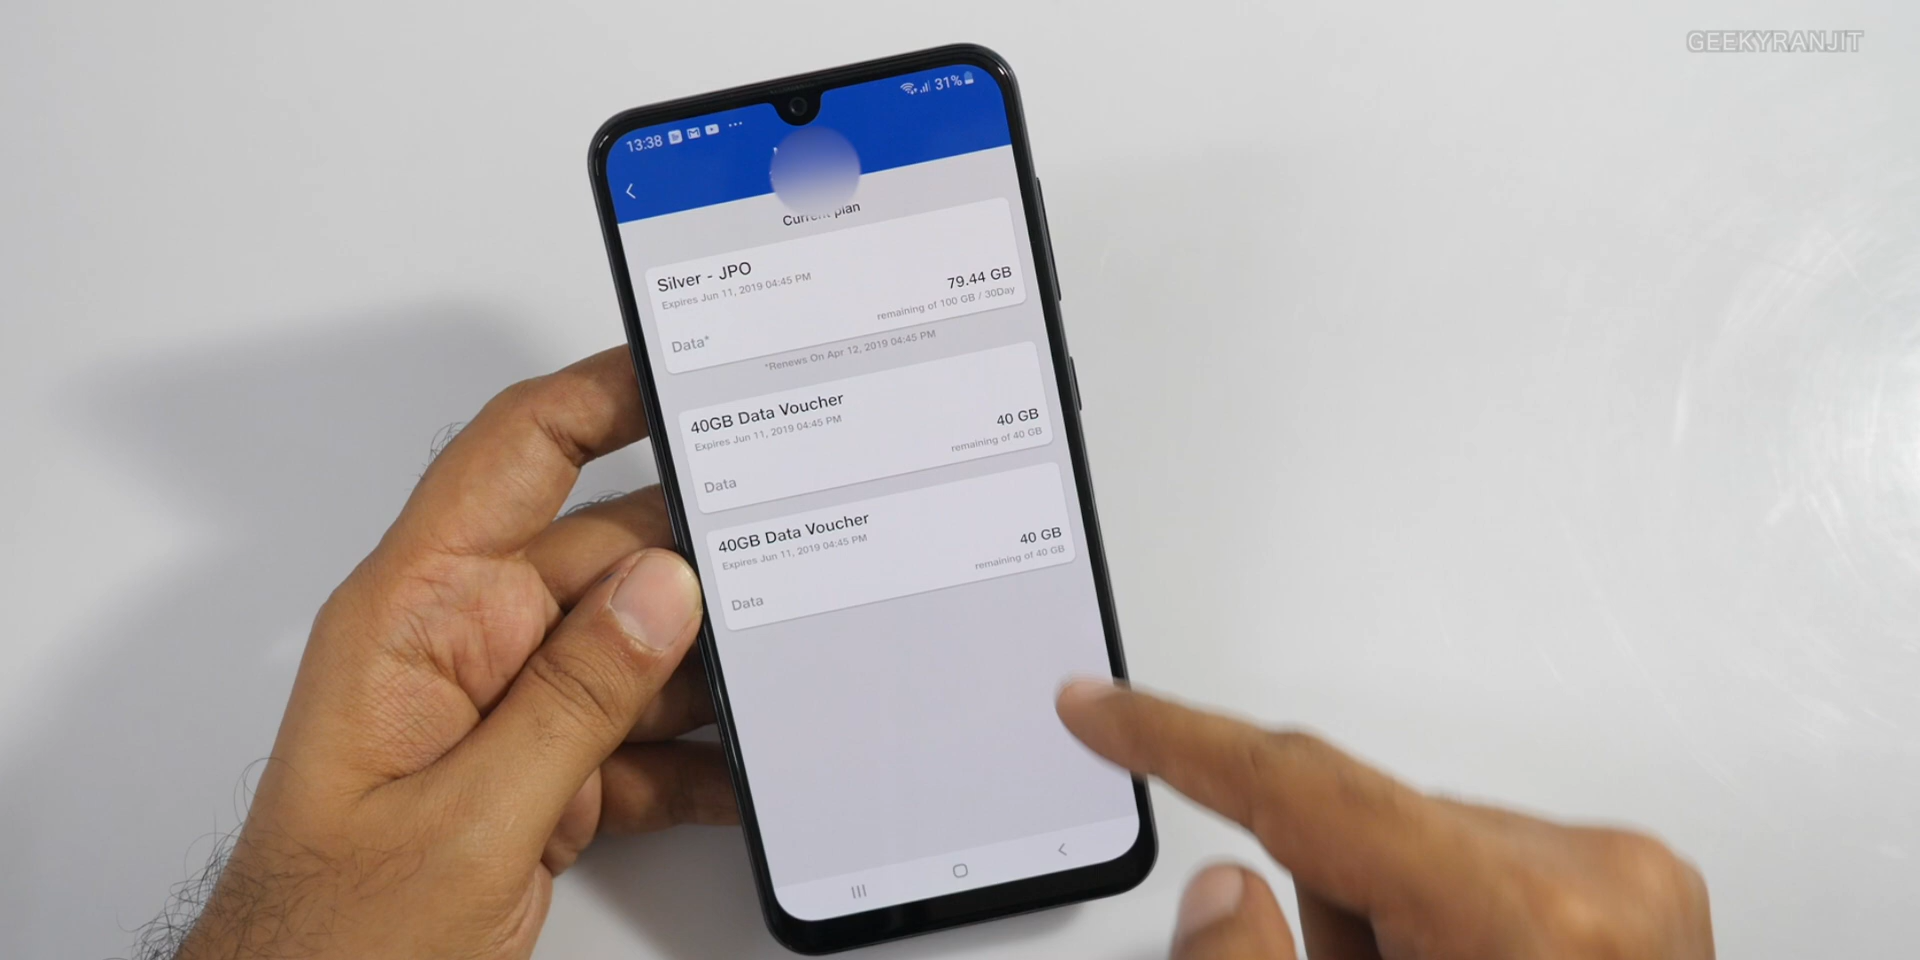 GEEKYRANJIT
13:38
31%
Current plan
Silver - JPO
Expires Jun 11, 2019 04:45 PM
79.44 GB
remaining of 100 GB / 30Day
Data*
*Renews On Apr 12, 2019 04:45 PM
40GB Data Voucher
Expires Jun 11, 2019 04:45 PM
40 GB
remaining of 40 GB
Data
40GB Data Voucher
Expires Jun 11, 2019 04:45 PM
40 GB
remaining of 40 GB
Data